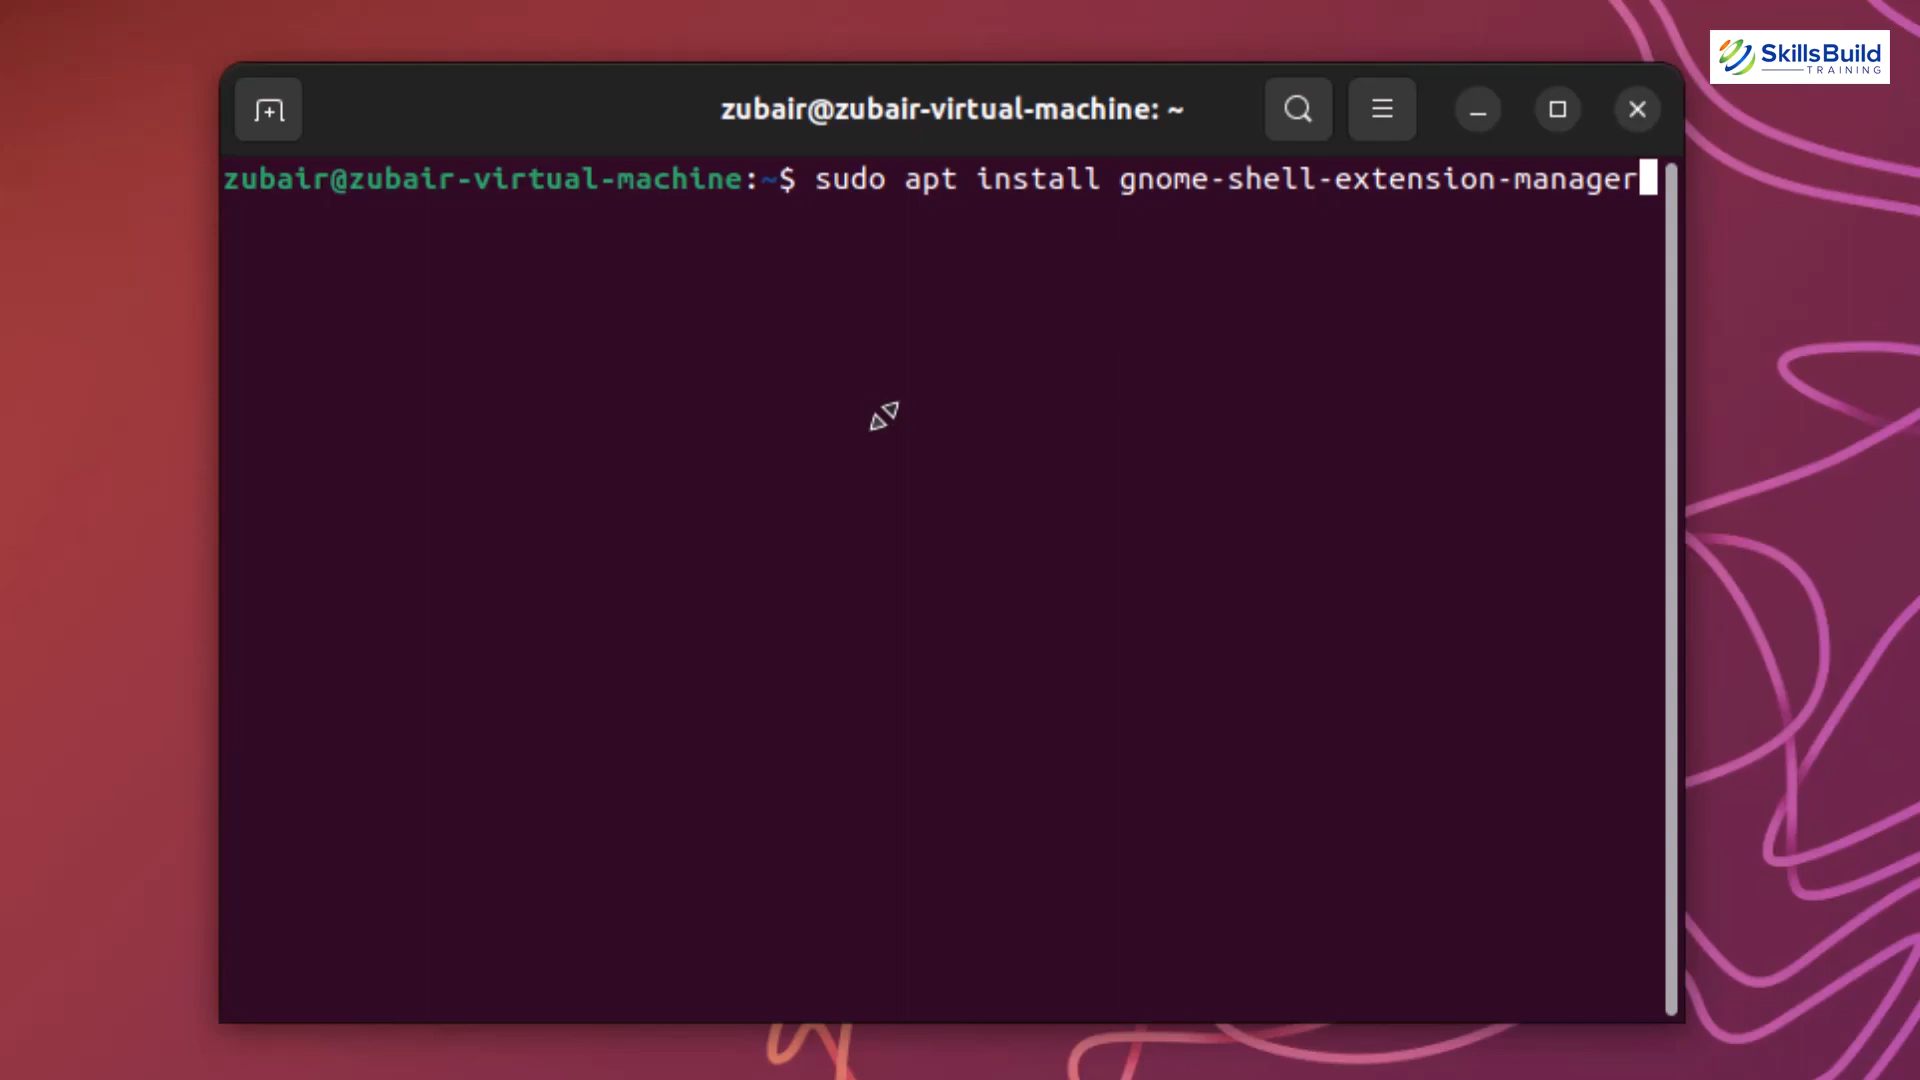 SkillsBuild
TRAINING
zubair@zubair-virtual-machine: ~
zubair@zubair-virtual-machine:~$ sudo apt install gnome-shell-extension-manager